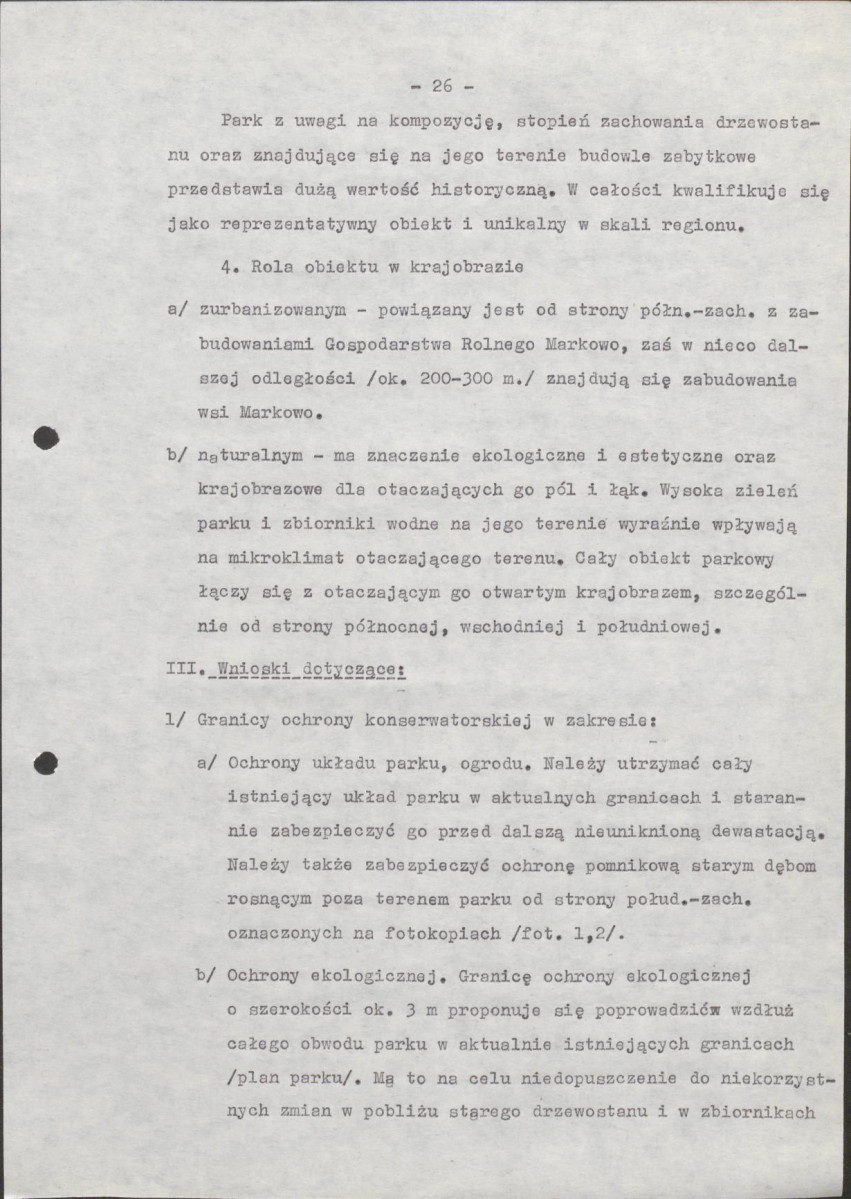 - 26 -
Park z uwagi na kompozycję, stopień zachowania drzewosta-
nu oraz znajdujące się na jego terenie budowle zabytkowe
przedstawia dużą wartość historyczną. W całości kwalifikuje się
jako reprezentatywny obiekt i unikalny w skali regionu.
4. Rola obiektu w krajobrazie
a/ zurbanizowanym - powiązany jest od strony półn.-zach. z za-
budowaniami Gospodarstwa Rolnego Markowo, zaś w nieco dal-
szej odległości /ok. 200-300 m./ znajdują się zabudowania
wsi Markowo.
b/ naturalnym - ma znaczenie ekologiczne i estetyczne oraz
krajobrazowe dla otaczających go pól i łąk. Wysoka zieleń
parku i zbiorniki wodne na jego terenie wyraźnie wpływają
na mikroklimat otaczającego terenu. Cały obiekt parkowy
łączy się z otaczającym go otwartym krajobrazem, szczegól-
nie od strony północnej, wschodniej i południowej.
III. Wnioski dotyczące:
1/ Granicy ochrony konserwatorskiej w zakresie:
a/ Ochrony układu parku, ogrodu. Należy utrzymać cały
istniejący układ parku w aktualnych granicach i staran-
nie zabezpieczyć go przed dalszą nieuniknioną dewastacją.
Należy także zabezpieczyć ochronę pomnikową starym dębom
rosnącym poza terenem parku od strony połud.-zach.
oznaczonych na fotokopiach /fot. 1,2/.
b/ Ochrony ekologicznej. Granicę ochrony ekologicznej
o szerokości ok. 3 m proponuje się poprowadzić wzdłuż
całego obwodu parku w aktualnie istniejących granicach
/plan parku/. Ma to na celu niedopuszczenie do niekorzyst-
nych zmian w pobliżu starego drzewostanu i w zbiornikach